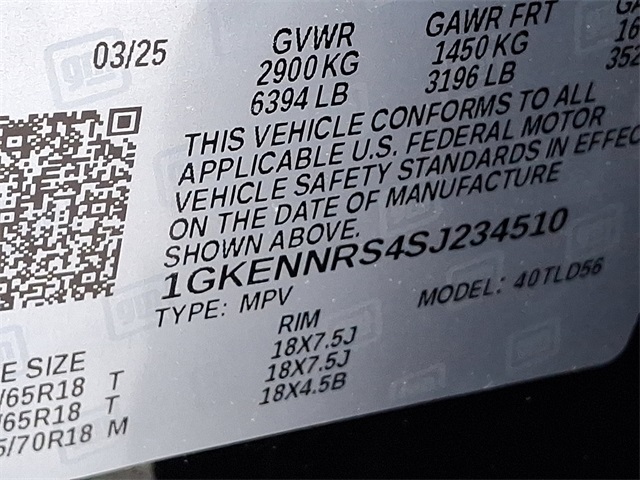 03/25 GVWR GAWR FRT
2900 KG 1450 KG
6394 LB 3196 LB
THIS VEHICLE CONFORMS TO ALL
APPLICABLE U.S. FEDERAL MOTOR
VEHICLE SAFETY STANDARDS IN EFFEC
ON THE DATE OF MANUFACTURE
SHOWN ABOVE.
1GKENNRS4SJ234510
TYPE: MPV MODEL: 40TLD56
E SIZE RIM
/65R18 T 18X7.5J
/65R18 T 18X7.5J
5/70R18 M 18X4.5B